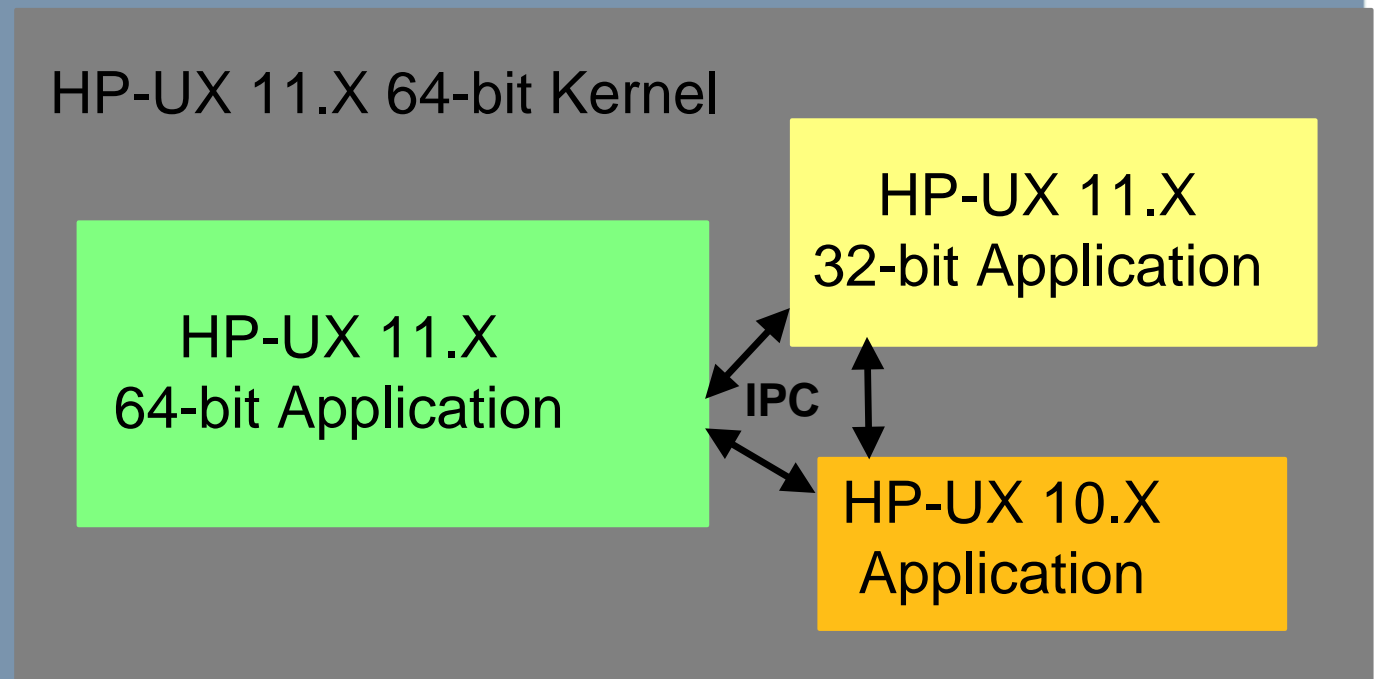 HP-UX 11.X 64-bit Kernel
HP-UX 11.X
32-bit Application
HP-UX 11.X
64-bit Application
IPC
HP-UX 10.X
Application